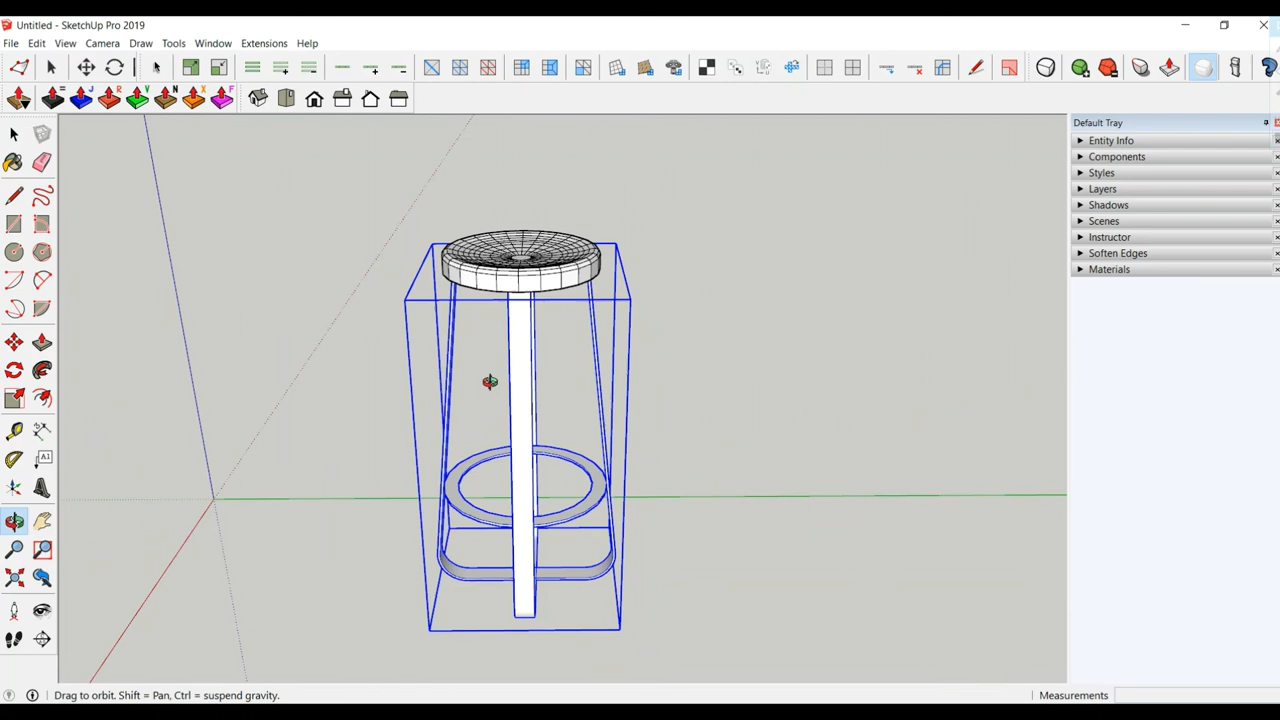 Untitled - SketchUp Pro 2019
File Edit View Camera Draw Tools Window Extensions Help
= J R V N X F
Default Tray
Entity Info
Components
Styles
Layers
Shadows
Scenes
Instructor
Soften Edges
Materials
A1
Drag to orbit. Shift = Pan, Ctrl = suspend gravity.
Measurements